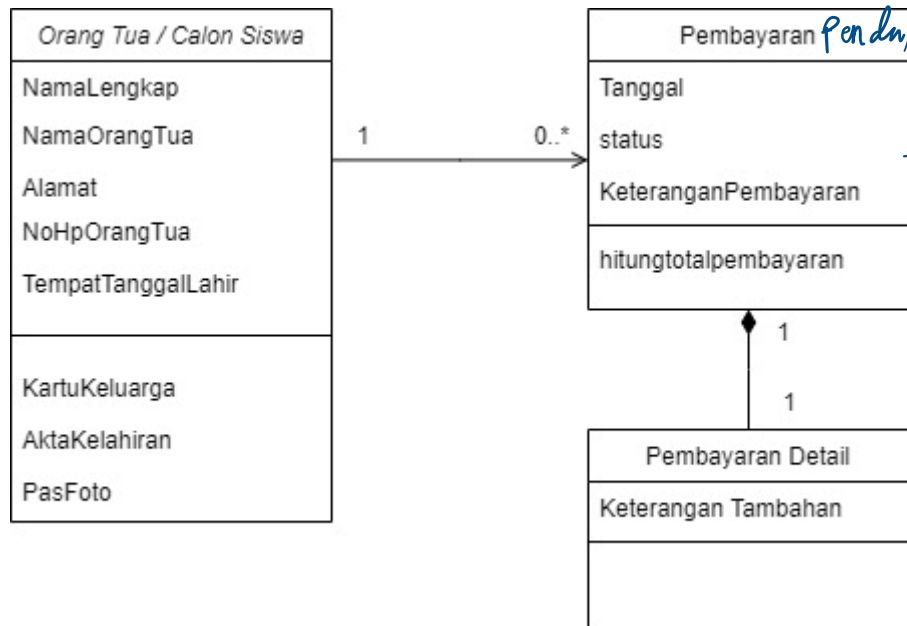 Orang Tua / Calon Siswa
NamaLengkap
NamaOrangTua
Alamat
NoHpOrangTua
TempatTanggalLahir
KartuKeluarga
AktaKelahiran
PasFoto
1
0..*
Pembayaran
Tanggal
status
KeteranganPembayaran
hitungtotalpembayaran
1
1
Pembayaran Detail
Keterangan Tambahan